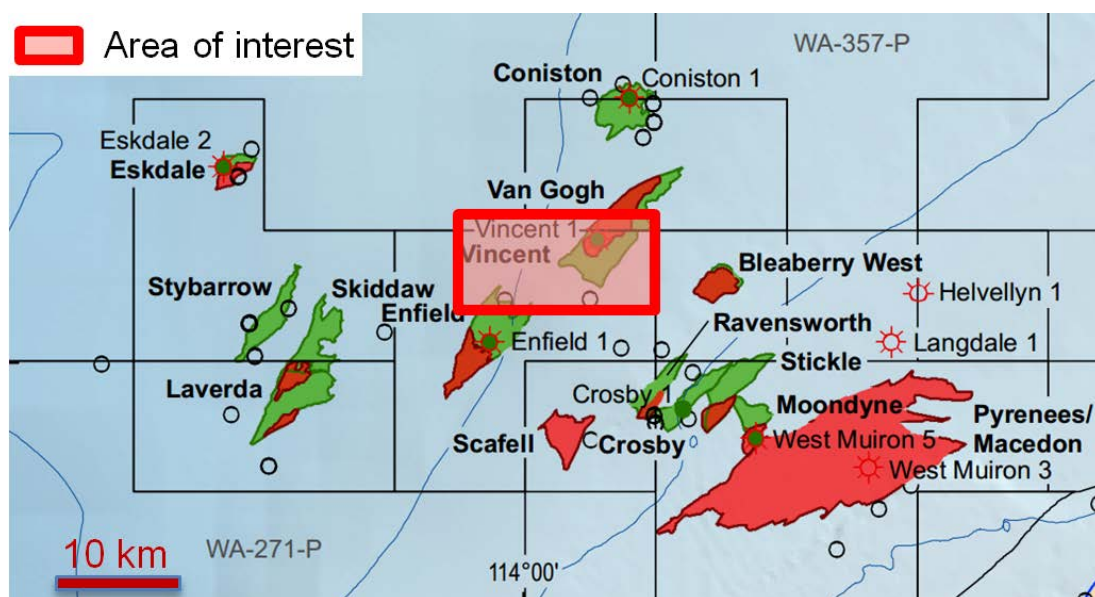 Area of interest
WA-357-P
Coniston
Coniston 1
Eskdale 2
Eskdale
Van Gogh
Vincent 1
Vincent
Bleaberry West
Stybarrow
Skiddaw
Enfield
Helvellyn 1
Ravensworth
Enfield 1
Langdale 1
Stickle
Laverda
Crosby 1
Moondyne
Pyrenees/
Macedon
Scafell
Crosby
West Muiron 5
West Muiron 3
10 km
WA-271-P
114°00'